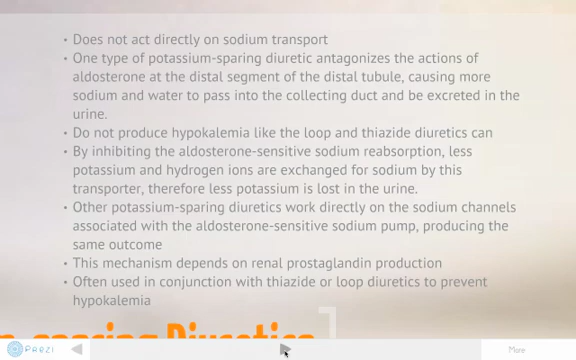 • Does not act directly on sodium transport
• One type of potassium-sparing diuretic antagonizes the actions of
aldosterone at the distal segment of the distal tubule, causing more
sodium and water to pass into the collecting duct and be excreted in the
urine.
• Do not produce hypokalemia like the loop and thiazide diuretics can
• By inhibiting the aldosterone-sensitive sodium reabsorption, less
potassium and hydrogen ions are exchanged for sodium by this
transporter, therefore less potassium is lost in the urine.
• Other potassium-sparing diuretics work directly on the sodium channels
associated with the aldosterone-sensitive sodium pump, producing the
same outcome
• This mechanism depends on renal prostaglandin production
• Often used in conjunction with thiazide or loop diuretics to prevent
hypokalemia
-sparing Diuretics
PREZI
More